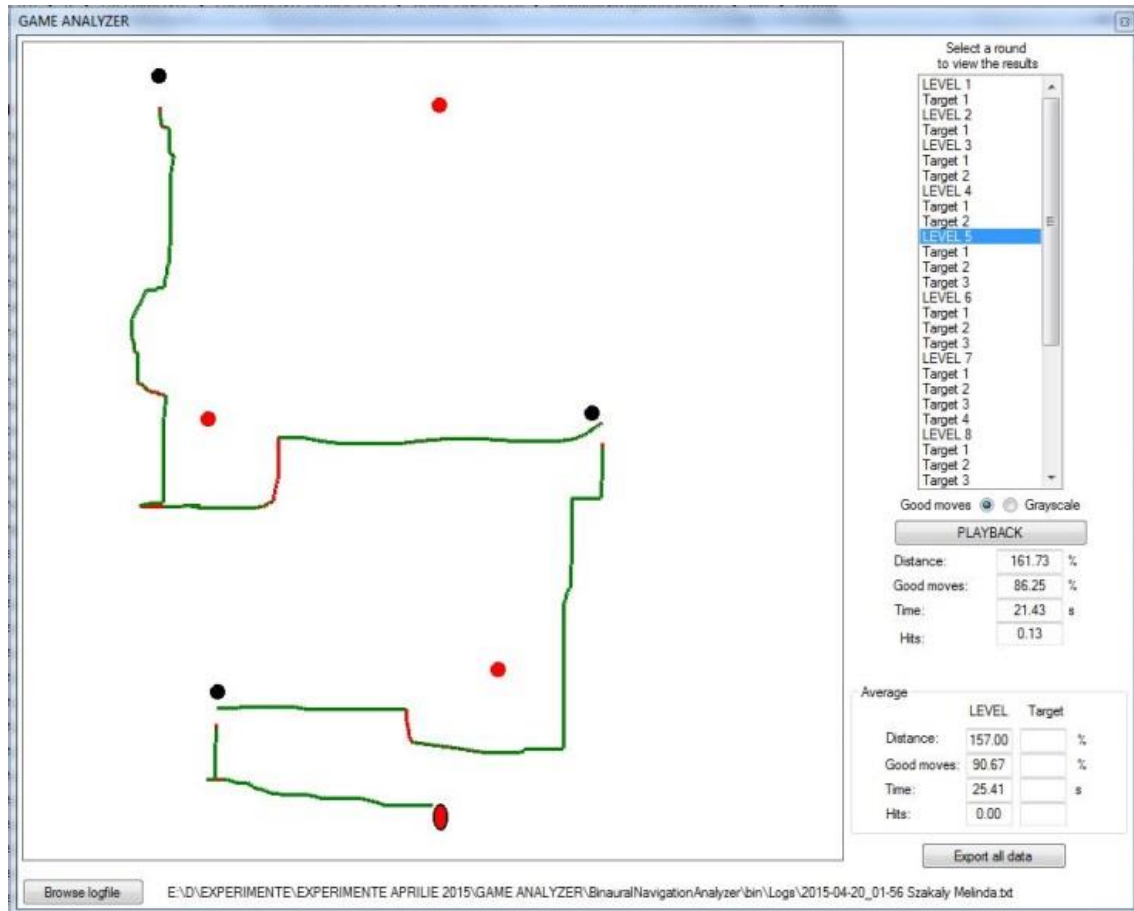 GAME ANALYZER
Select a round
to view the results
LEVEL 1
Target 1
LEVEL 2
Target 1
LEVEL 3
Target 1
Target 2
LEVEL 4
Target 1
Target 2
LEVEL 5
Target 1
Target 2
Target 3
LEVEL 6
Target 1
Target 2
Target 3
LEVEL 7
Target 1
Target 2
Target 3
Target 4
LEVEL 8
Target 1
Target 2
Target 3
Good moves Grayscale
PLAYBACK
Distance: 161.73 %
Good moves: 86.25 %
Time: 21.43 s
Hits: 0.13
Average
LEVEL Target
Distance: 157.00 %
Good moves: 90.67 %
Time: 25.41 s
Hits: 0.00
Export all data
Browse logfile E:\D\EXPERIMENTE\EXPERIMENTE APRILIE 2015\GAME ANALYZER\BinauralNavigationAnalyzer\bin\Logs\2015-04-20_01-56 Szakaly Melinda.txt